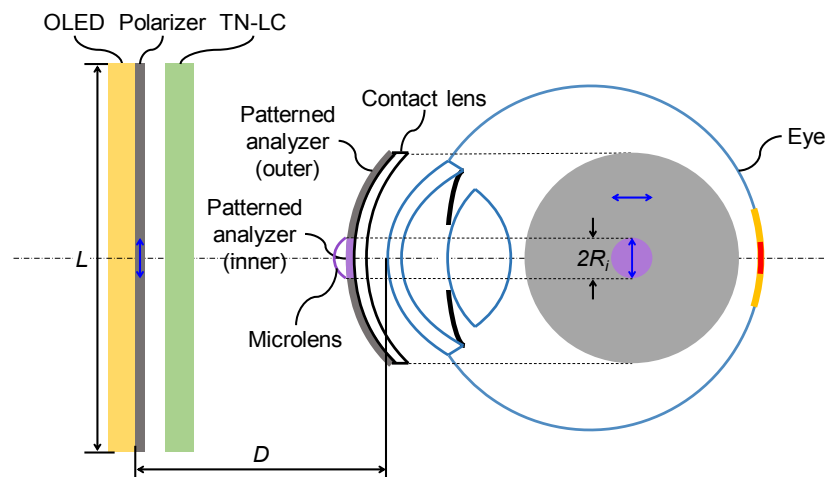 OLED Polarizer TN-LC
Contact lens
Patterned
analyzer
(outer)
Eye
Patterned
analyzer
(inner)
L
2Rᵢ
Microlens
D